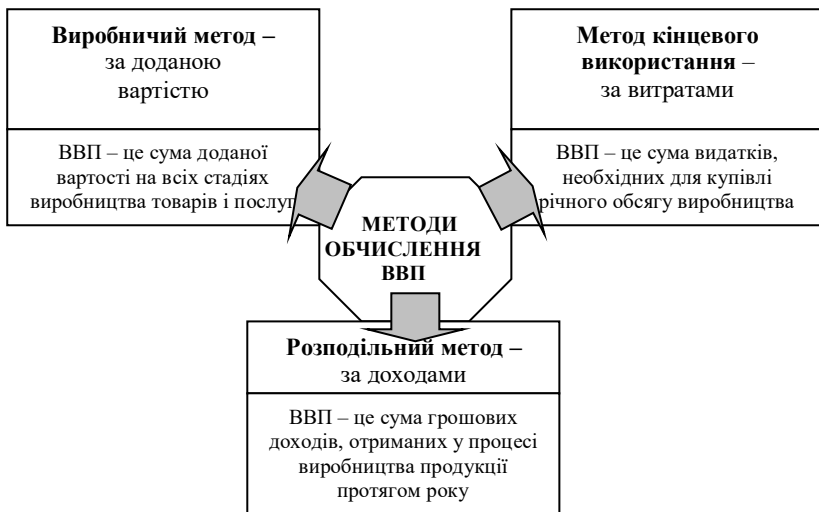 Виробничий метод –
за доданою
вартістю
ВВП – це сума доданої
вартості на всіх стадіях
виробництва товарів і послуг
Метод кінцевого
використання –
за витратами
ВВП – це сума видатків,
необхідних для купівлі
річного обсягу виробництва
МЕТОДИ
ОБЧИСЛЕННЯ
ВВП
Розподільний метод –
за доходами
ВВП – це сума грошових
доходів, отриманих у процесі
виробництва продукції
протягом року